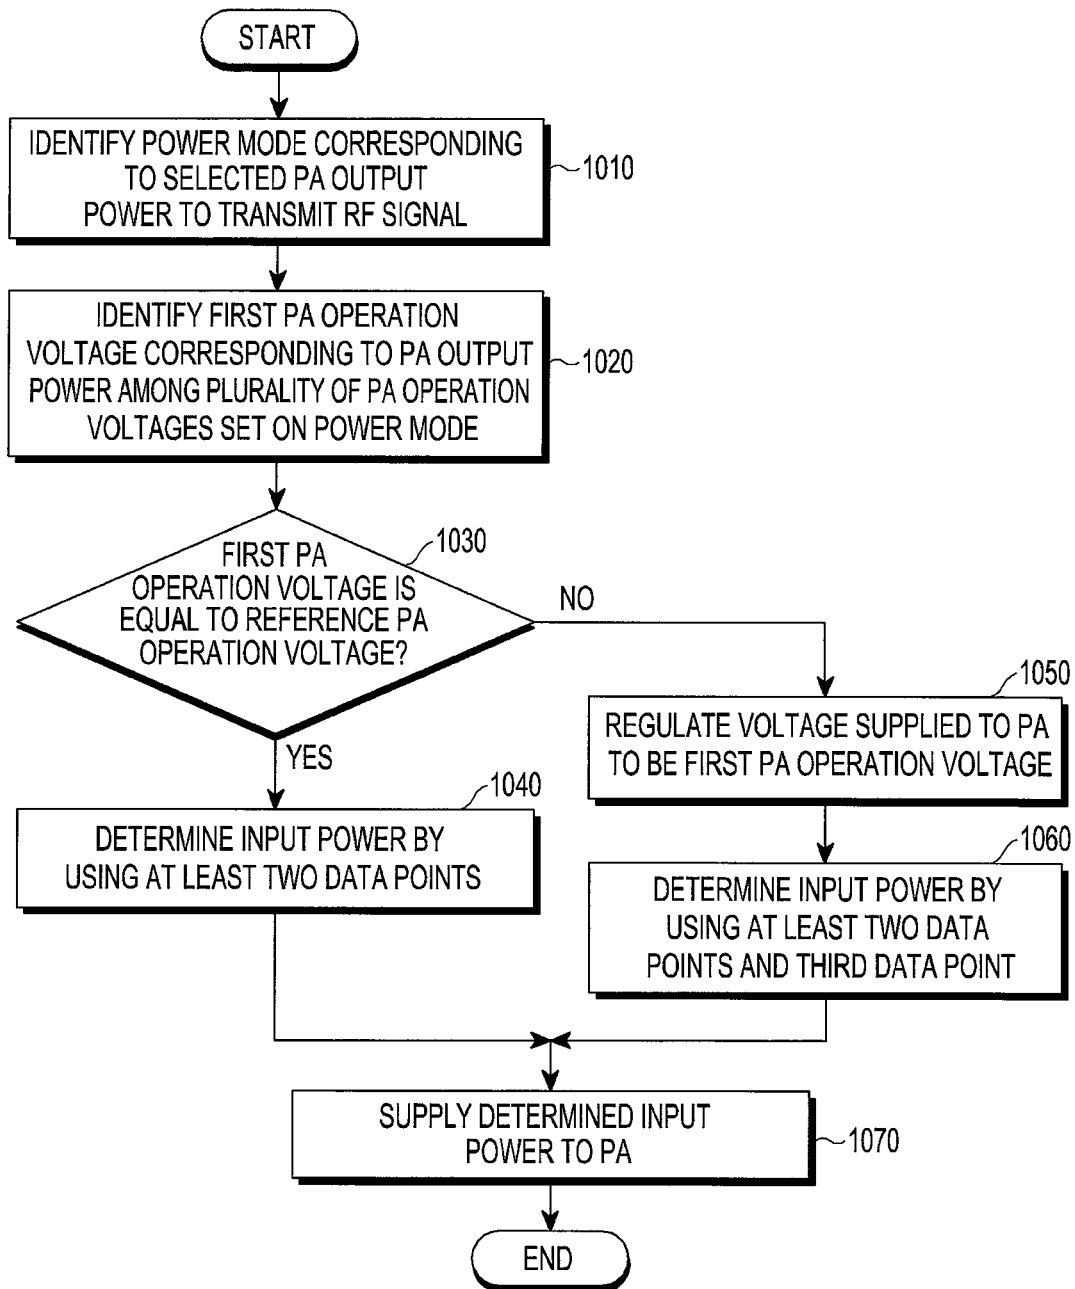 START
IDENTIFY POWER MODE CORRESPONDING
TO SELECTED PA OUTPUT
POWER TO TRANSMIT RF SIGNAL
1010
IDENTIFY FIRST PA OPERATION
VOLTAGE CORRESPONDING TO PA OUTPUT
POWER AMONG PLURALITY OF PA OPERATION
VOLTAGES SET ON POWER MODE
1020
FIRST PA
OPERATION VOLTAGE IS
EQUAL TO REFERENCE PA
OPERATION VOLTAGE?
1030
NO
YES
1050
REGULATE VOLTAGE SUPPLIED TO PA
TO BE FIRST PA OPERATION VOLTAGE
1040
DETERMINE INPUT POWER BY
USING AT LEAST TWO DATA POINTS
1060
DETERMINE INPUT POWER BY
USING AT LEAST TWO DATA
POINTS AND THIRD DATA POINT
SUPPLY DETERMINED INPUT
POWER TO PA
1070
END